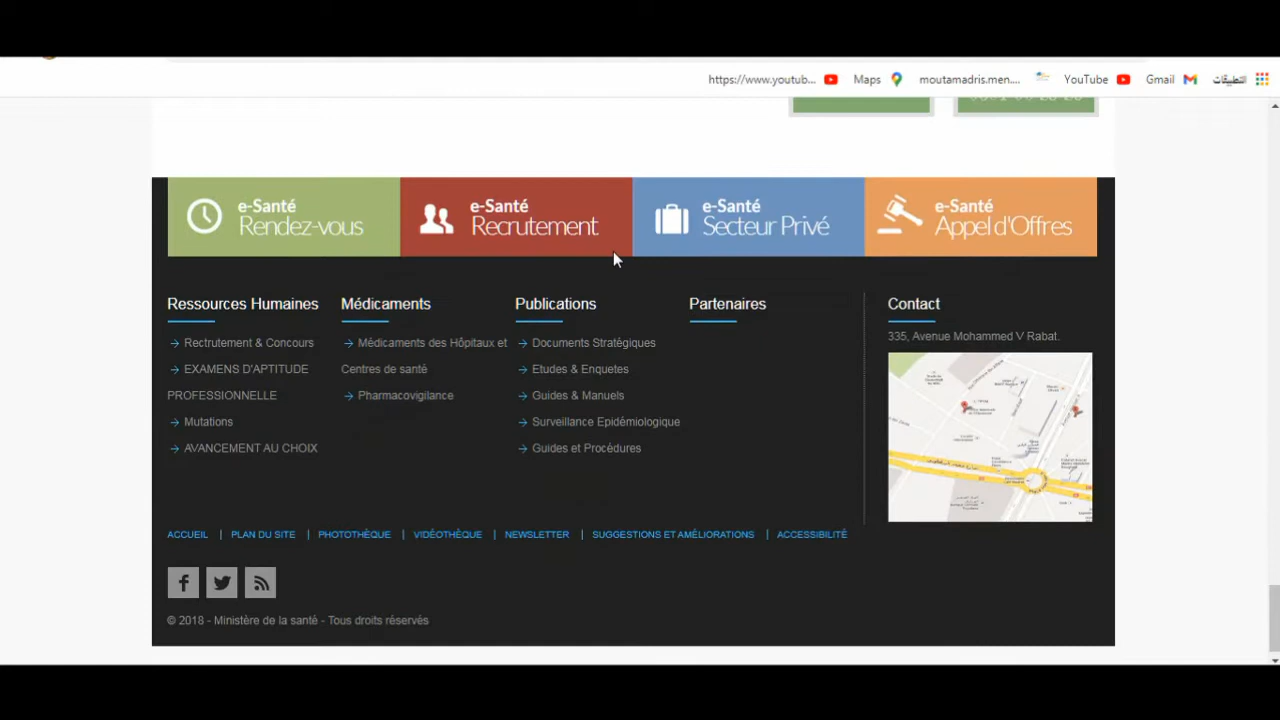 https://www.youtub... Maps moutamadris.men.... YouTube Gmail التطبيقات
e-Santé
Rendez-vous
e-Santé
Recrutement
e-Santé
Secteur Privé
e-Santé
Appel d'Offres
Ressources Humaines
Rectrutement & Concours
EXAMENS D'APTITUDE
PROFESSIONNELLE
Mutations
AVANCEMENT AU CHOIX
Médicaments
Médicaments des Hôpitaux et
Centres de santé
Pharmacovigilance
Publications
Documents Stratégiques
Etudes & Enquetes
Guides & Manuels
Surveillance Epidémiologique
Guides et Procédures
Partenaires
Contact
335, Avenue Mohammed V Rabat.
ACCUEIL | PLAN DU SITE | PHOTOTHÈQUE | VIDÉOTHÈQUE | NEWSLETTER | SUGGESTIONS ET AMÉLIORATIONS | ACCESSIBILITÉ
© 2018 - Ministère de la santé - Tous droits réservés